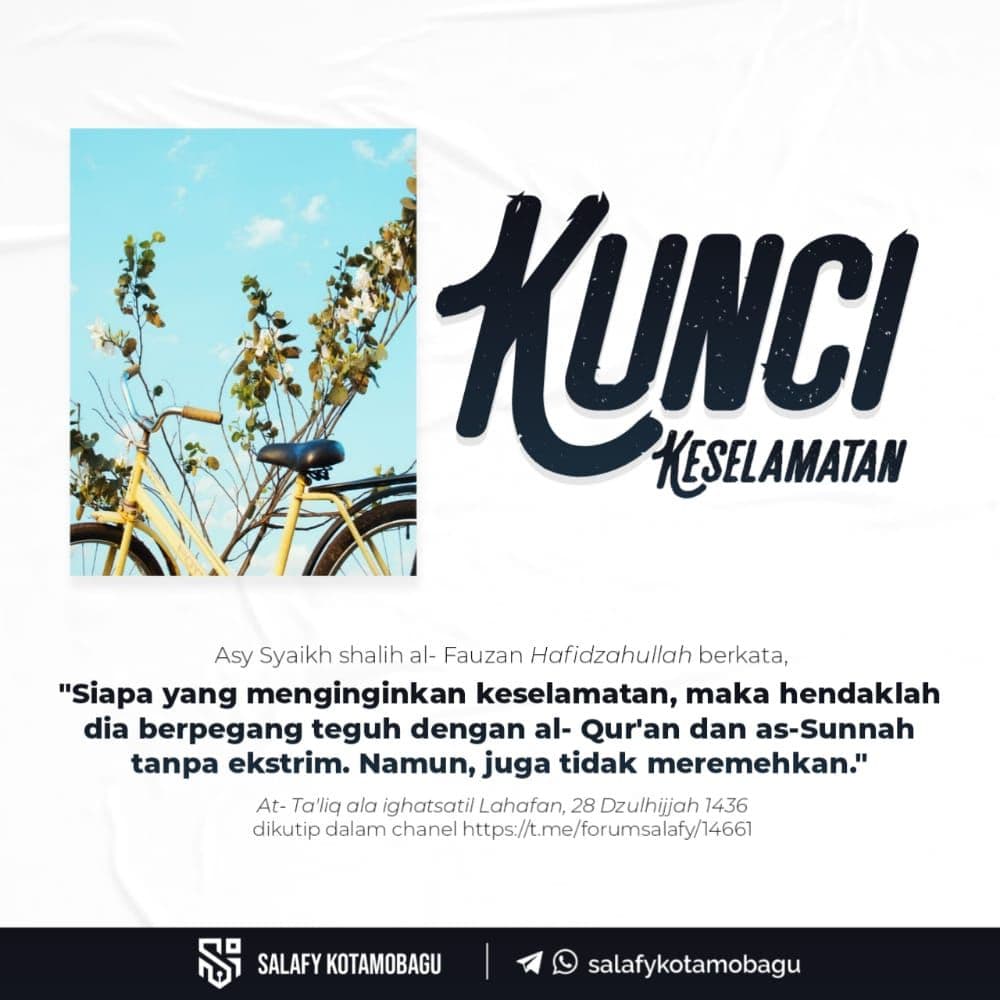 KUNCI
KESELAMATAN
Asy Syaikh shalih al- Fauzan Hafidzahullah berkata,
"Siapa yang menginginkan keselamatan, maka hendaklah
dia berpegang teguh dengan al- Qur'an dan as-Sunnah
tanpa ekstrim. Namun, juga tidak meremehkan."
At- Ta'liq ala ighatsatil Lahafan, 28 Dzulhijjah 1436
dikutip dalam chanel https://t.me/forumsalafy/14661
SALAFY KOTAMOBAGU | salafykotamobagu